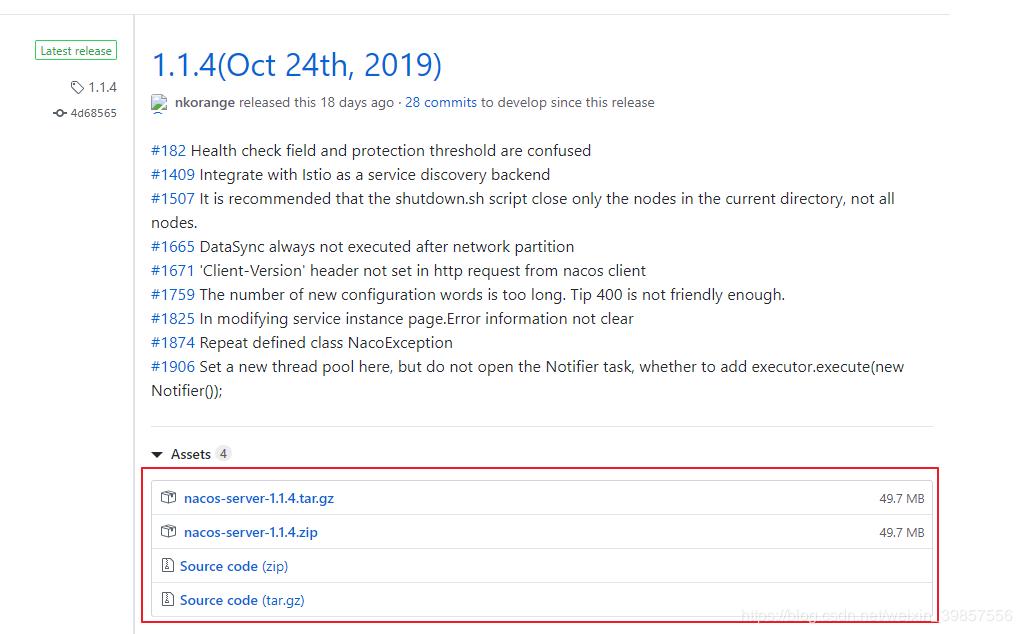 Latest release
1.1.4
4d68565
1.1.4(Oct 24th, 2019)
nkorange released this 18 days ago · 28 commits to develop since this release
#182 Health check field and protection threshold are confused
#1409 Integrate with Istio as a service discovery backend
#1507 It is recommended that the shutdown.sh script close only the nodes in the current directory, not all
nodes.
#1665 DataSync always not executed after network partition
#1671 'Client-Version' header not set in http request from nacos client
#1759 The number of new configuration words is too long. Tip 400 is not friendly enough.
#1825 In modifying service instance page.Error information not clear
#1874 Repeat defined class NacoException
#1906 Set a new thread pool here, but do not open the Notifier task, whether to add executor.execute(new
Notifier());
Assets 4
nacos-server-1.1.4.tar.gz 49.7 MB
nacos-server-1.1.4.zip 49.7 MB
Source code (zip)
Source code (tar.gz)